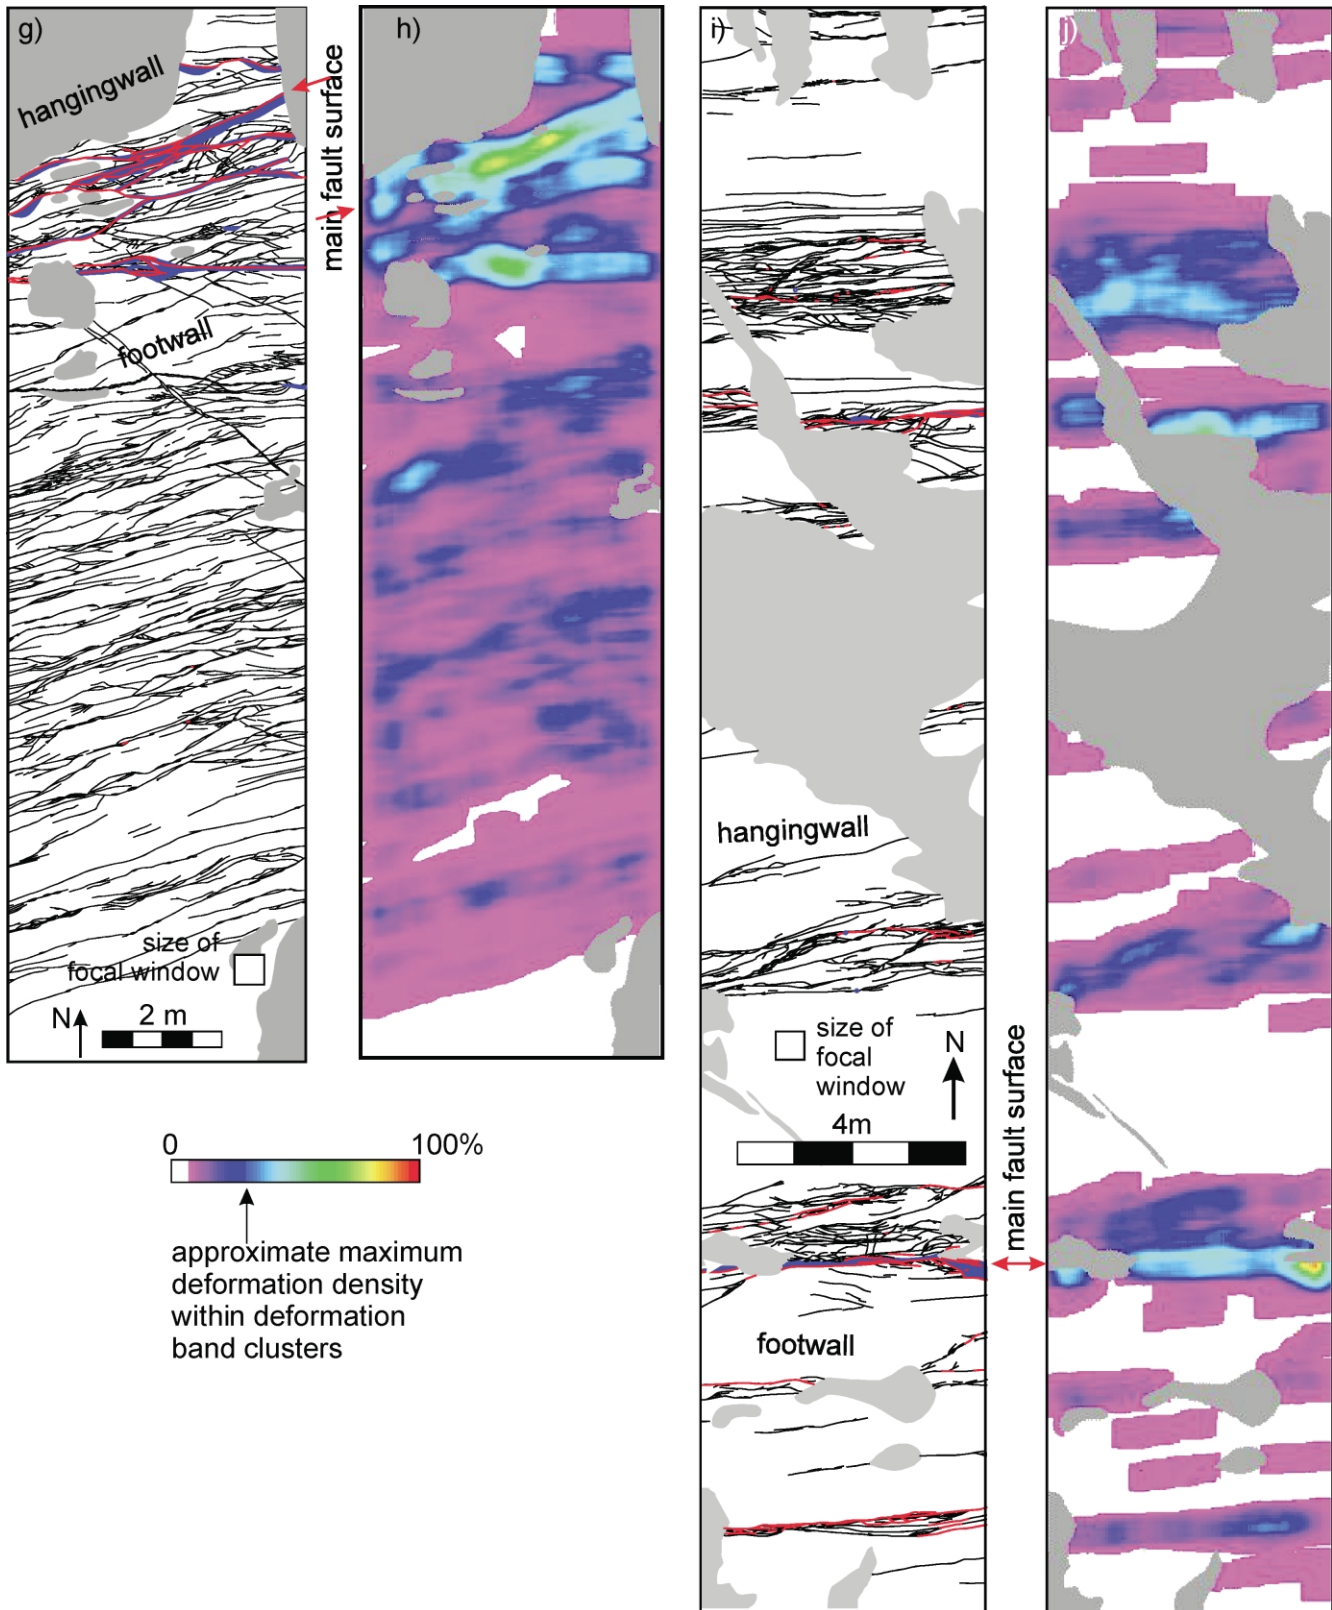 g)
hangingwall
main fault surface
footwall
size of
focal window
N
2 m
h)
0 100%
approximate maximum
deformation density
within deformation
band clusters
i)
hangingwall
size of
focal
window
N
4m
main fault surface
footwall
j)